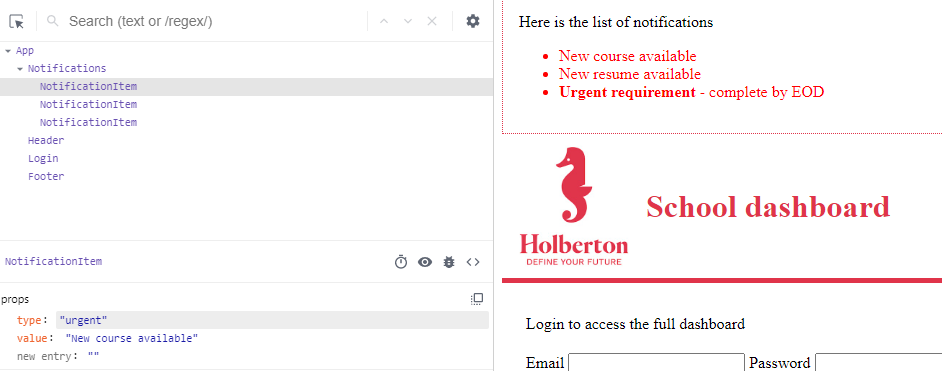 Search (text or /regex/)
App
Notifications
NotificationItem
NotificationItem
NotificationItem
Header
Login
Footer
NotificationItem
props
type: "urgent"
value: "New course available"
new entry: ""
Here is the list of notifications
New course available
New resume available
Urgent requirement - complete by EOD
Holberton
DEFINE YOUR FUTURE
School dashboard
Login to access the full dashboard
Email Password